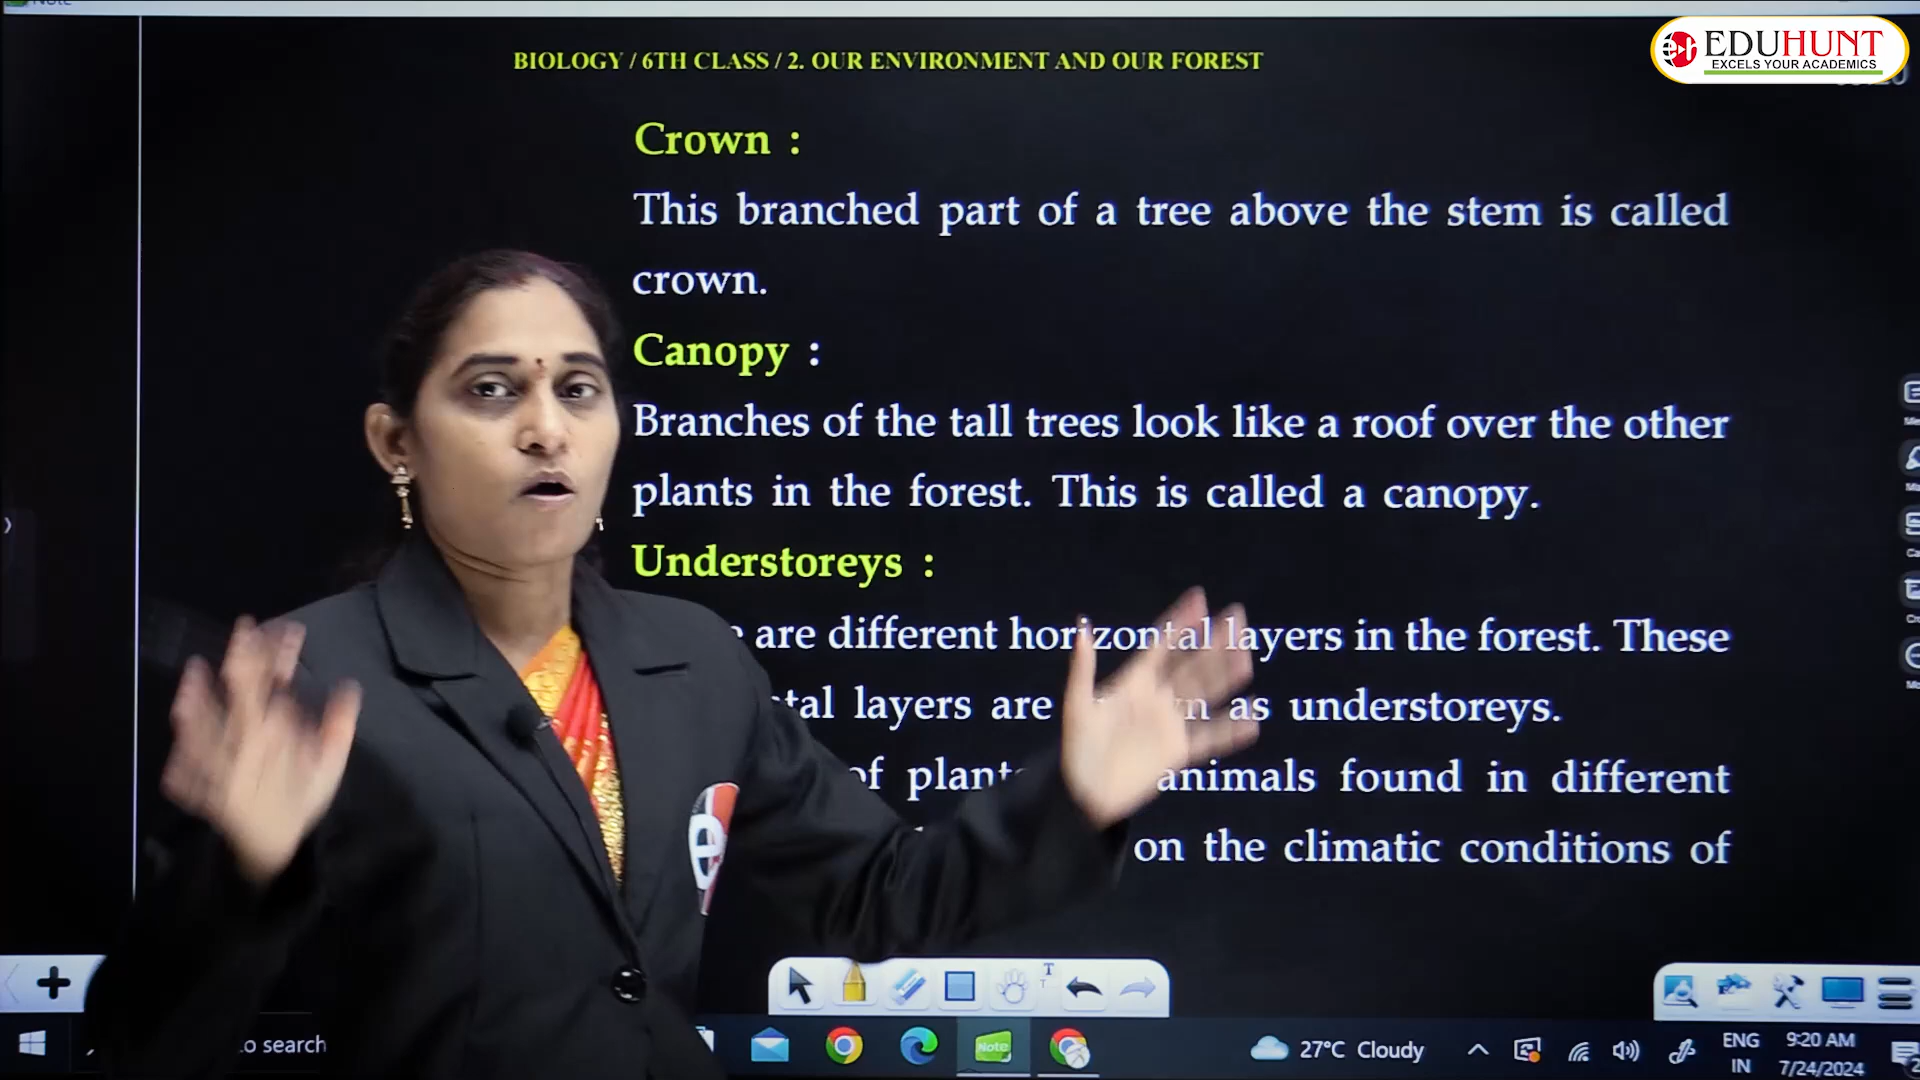 Note
EDUHUNT
EXCELS YOUR ACADEMICS
BIOLOGY / 6TH CLASS / 2. OUR ENVIRONMENT AND OUR FOREST
Crown :
This branched part of a tree above the stem is called
crown.
Canopy :
Branches of the tall trees look like a roof over the other
plants in the forest. This is called a canopy.
Understoreys :
are different horizontal layers in the forest. These
layers are as understoreys.
of animals found in different
on the climatic conditions of
e
T
T
to search
Note
27°C Cloudy
ENG
IN
9:20 AM
7/24/2024